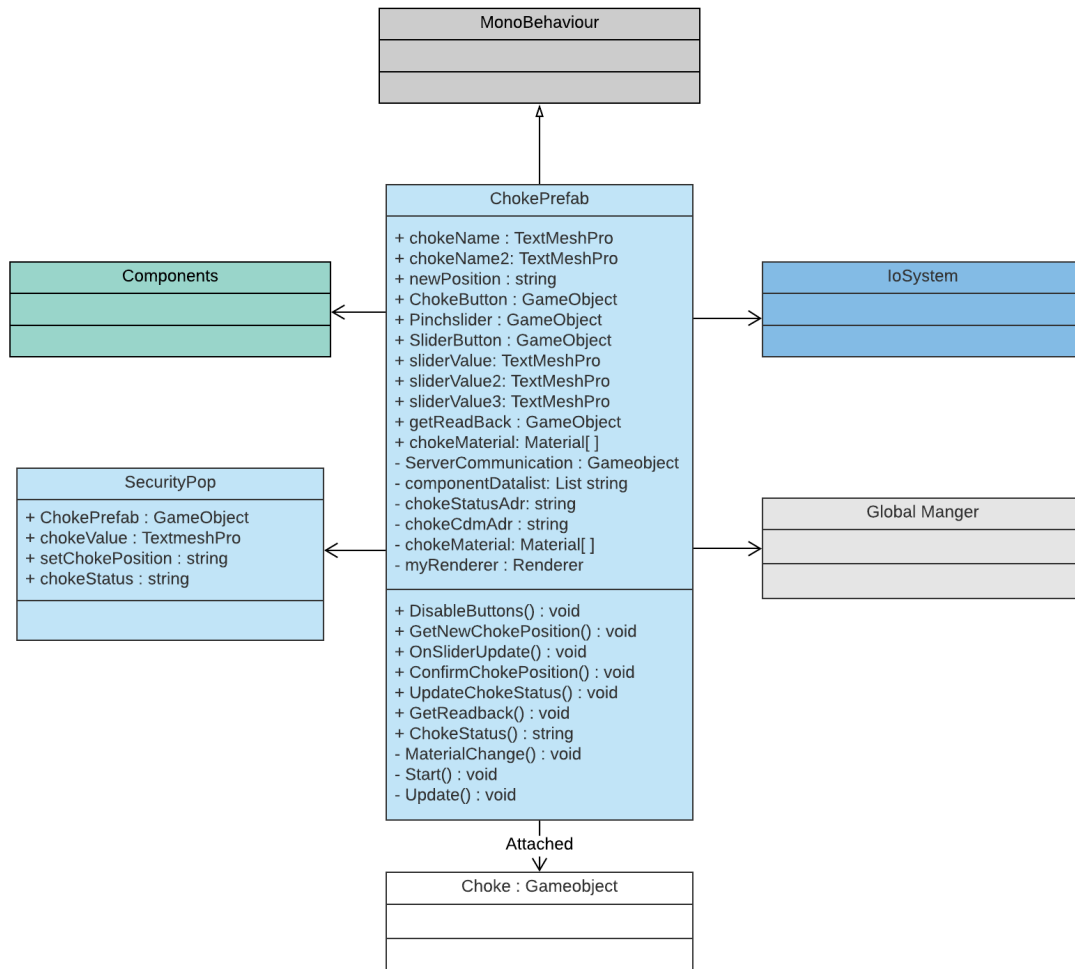 MonoBehaviour
ChokePrefab
+ chokeName : TextMeshPro
+ chokeName2: TextMeshPro
+ newPosition : string
+ ChokeButton : GameObject
+ Pinchslider : GameObject
+ SliderButton : GameObject
+ sliderValue: TextMeshPro
+ sliderValue2: TextMeshPro
+ sliderValue3: TextMeshPro
+ getReadBack : GameObject
+ chokeMaterial: Material[ ]
- ServerCommunication : Gameobject
- componentDatalist: List string
- chokeStatusAdr: string
- chokeCdmAdr : string
- chokeMaterial: Material[ ]
- myRenderer : Renderer
+ DisableButtons() : void
+ GetNewChokePosition() : void
+ OnSliderUpdate() : void
+ ConfirmChokePosition() : void
+ UpdateChokeStatus() : void
+ GetReadback() : void
+ ChokeStatus() : string
- MaterialChange() : void
- Start() : void
- Update() : void
Components
IoSystem
SecurityPop
+ ChokePrefab : GameObject
+ chokeValue : TextmeshPro
+ setChokePosition : string
+ chokeStatus : string
Global Manger
Attached
Choke : Gameobject